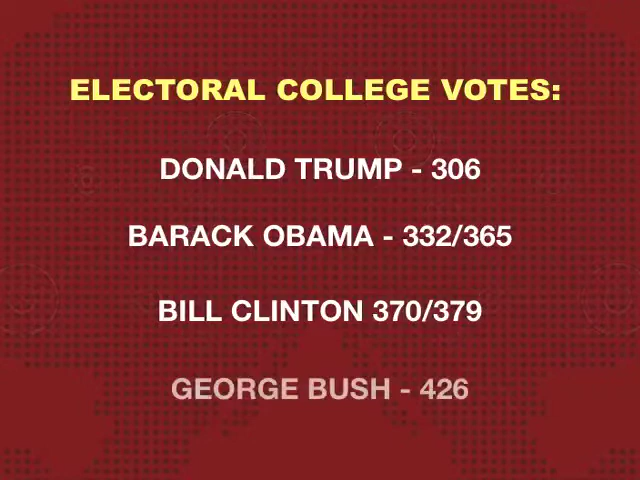 ELECTORAL COLLEGE VOTES:
DONALD TRUMP - 306
BARACK OBAMA - 332/365
BILL CLINTON 370/379
GEORGE BUSH - 426